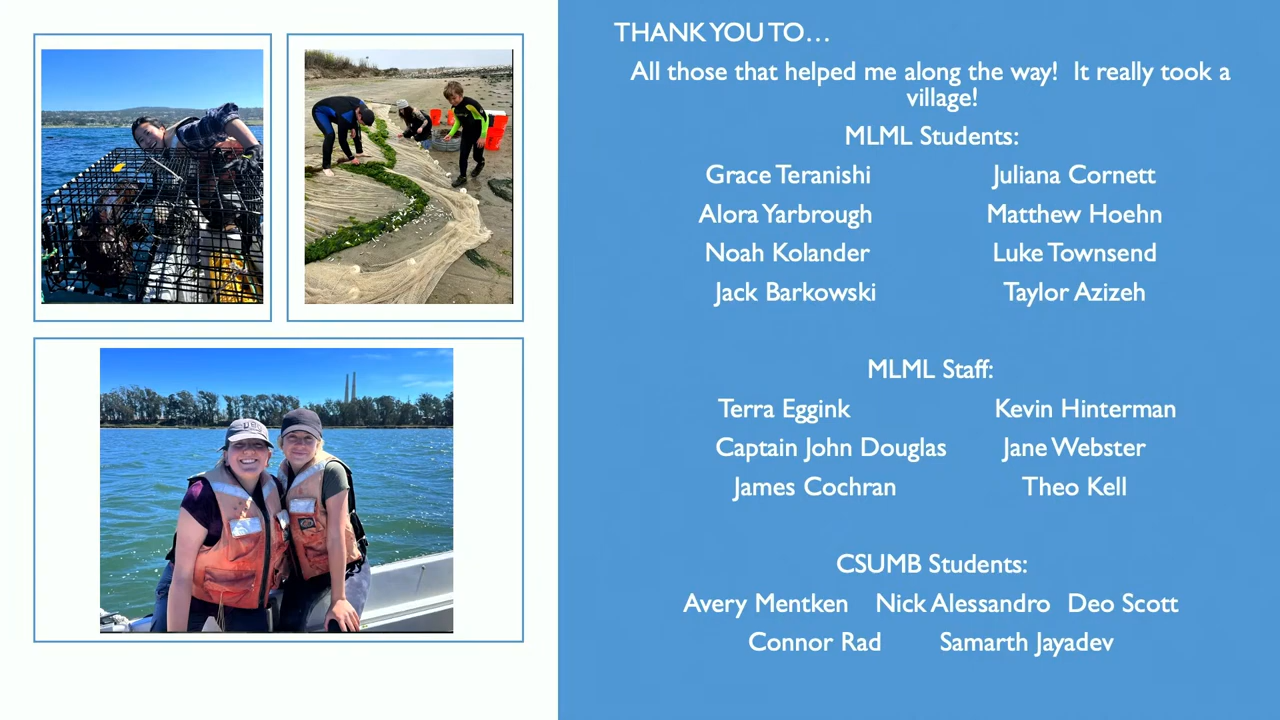 THANK YOU TO…
All those that helped me along the way! It really took a
village!
MLML Students:
Grace Teranishi Juliana Cornett
Alora Yarbrough Matthew Hoehn
Noah Kolander Luke Townsend
Jack Barkowski Taylor Azizeh
MLML Staff:
Terra Eggink Kevin Hinterman
Captain John Douglas Jane Webster
James Cochran Theo Kell
CSUMB Students:
Avery Mentken Nick Alessandro Deo Scott
Connor Rad Samarth Jayadev